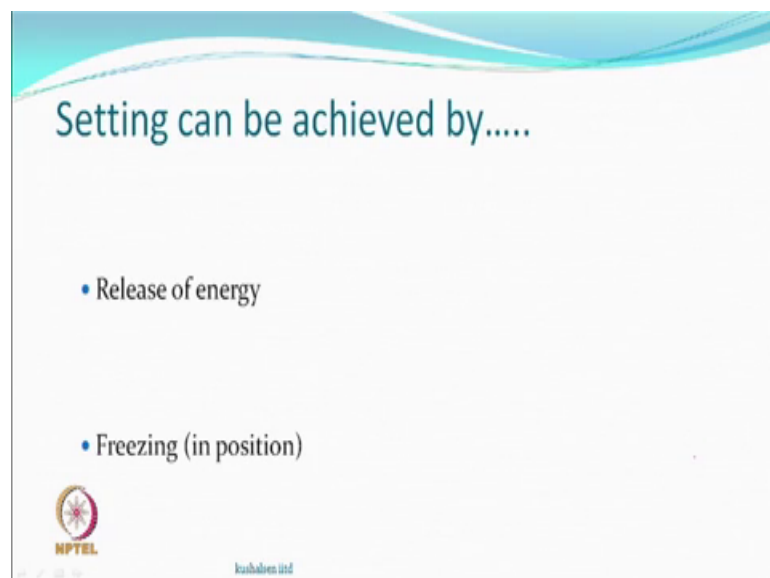 Setting can be achieved by.....
• Release of energy
• Freezing (in position)
NPTEL
kushalsen iitd